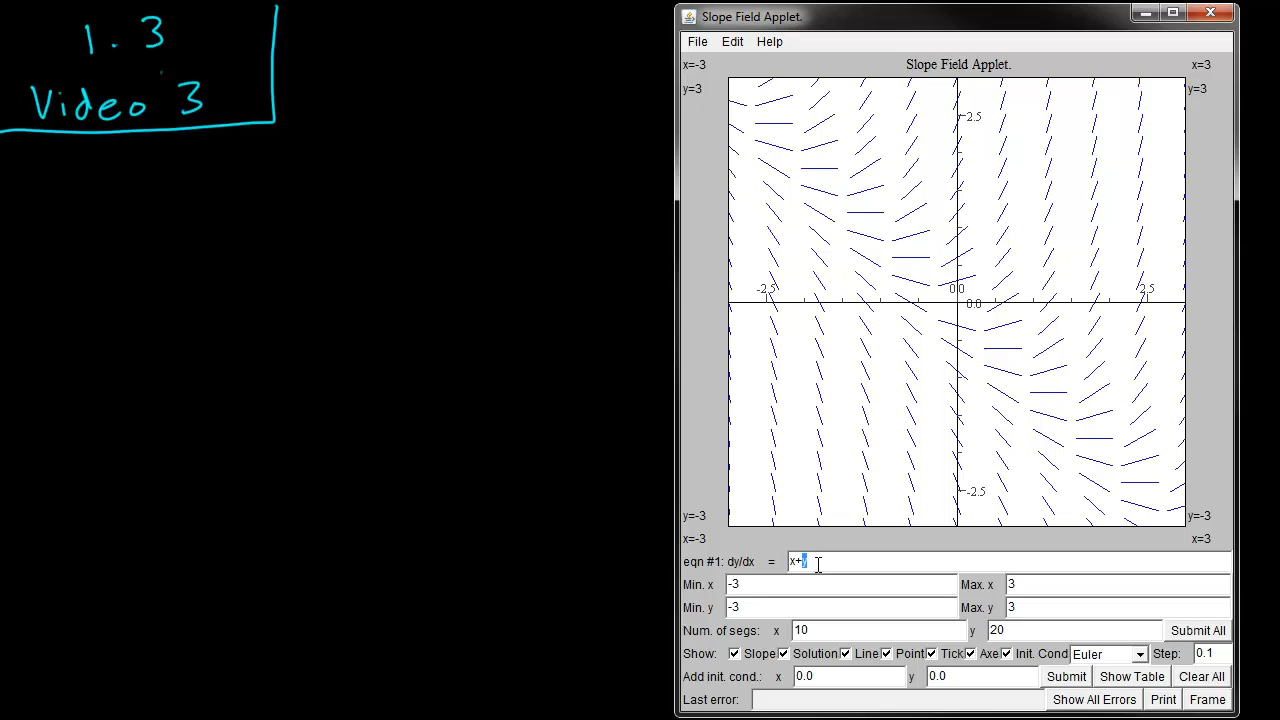 1.3
Video 3
Slope Field Applet.
File Edit Help
x=-3 Slope Field Applet. x=3
y=3 y=3
2.5
-2.5 0.0 2.5
0.0
-2.5
y=-3 y=-3
x=-3 x=3
eqn #1: dy/dx = x+y
Min. x -3 Max. x 3
Min. y -3 Max. y 3
Num. of segs: x 10 y 20 Submit All
Show: Slope Solution Line Point Tick Axe Init. Cond Euler Step: 0.1
Add init. cond.: x 0.0 y 0.0 Submit Show Table Clear All
Last error: Show All Errors Print Frame